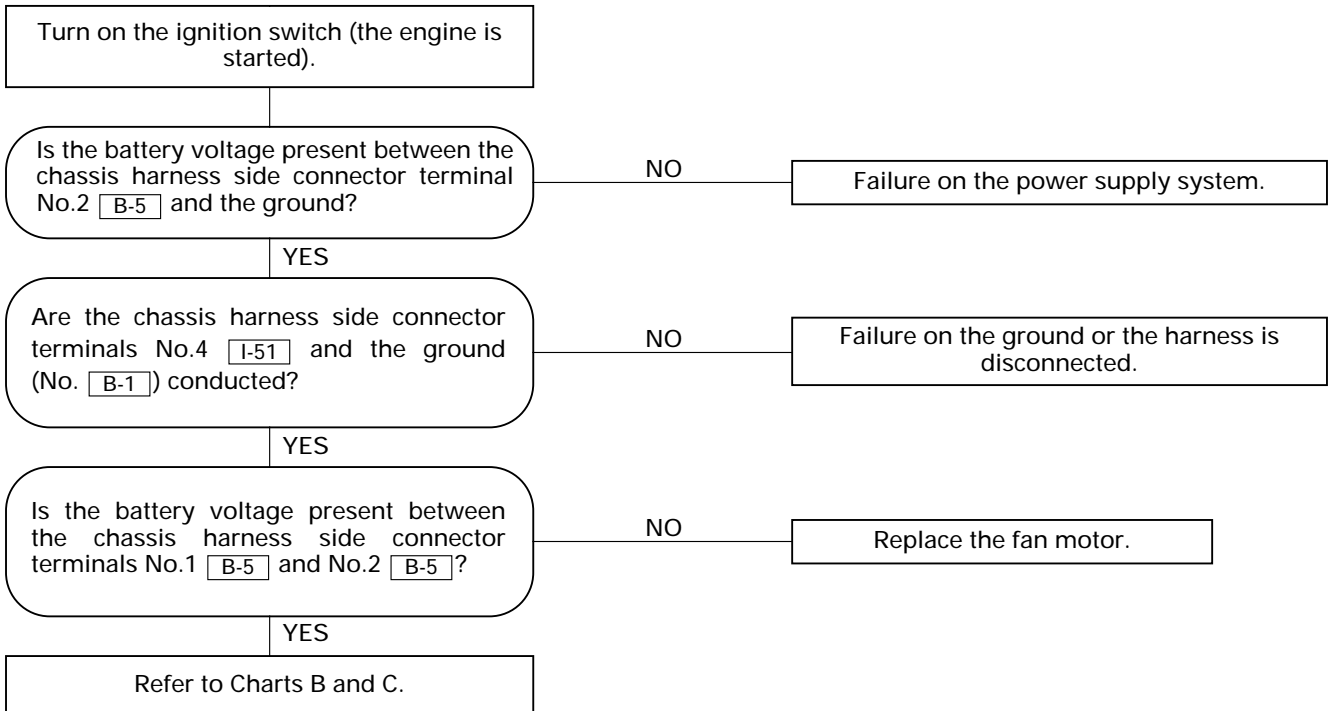 Turn on the ignition switch (the engine is
started).
Is the battery voltage present between the
chassis harness side connector terminal
No.2 B-5 and the ground?
NO
Failure on the power supply system.
YES
Are the chassis harness side connector
terminals No.4 I-51 and the ground
(No. B-1 ) conducted?
NO
Failure on the ground or the harness is
disconnected.
YES
Is the battery voltage present between
the chassis harness side connector
terminals No.1 B-5 and No.2 B-5 ?
NO
Replace the fan motor.
YES
Refer to Charts B and C.